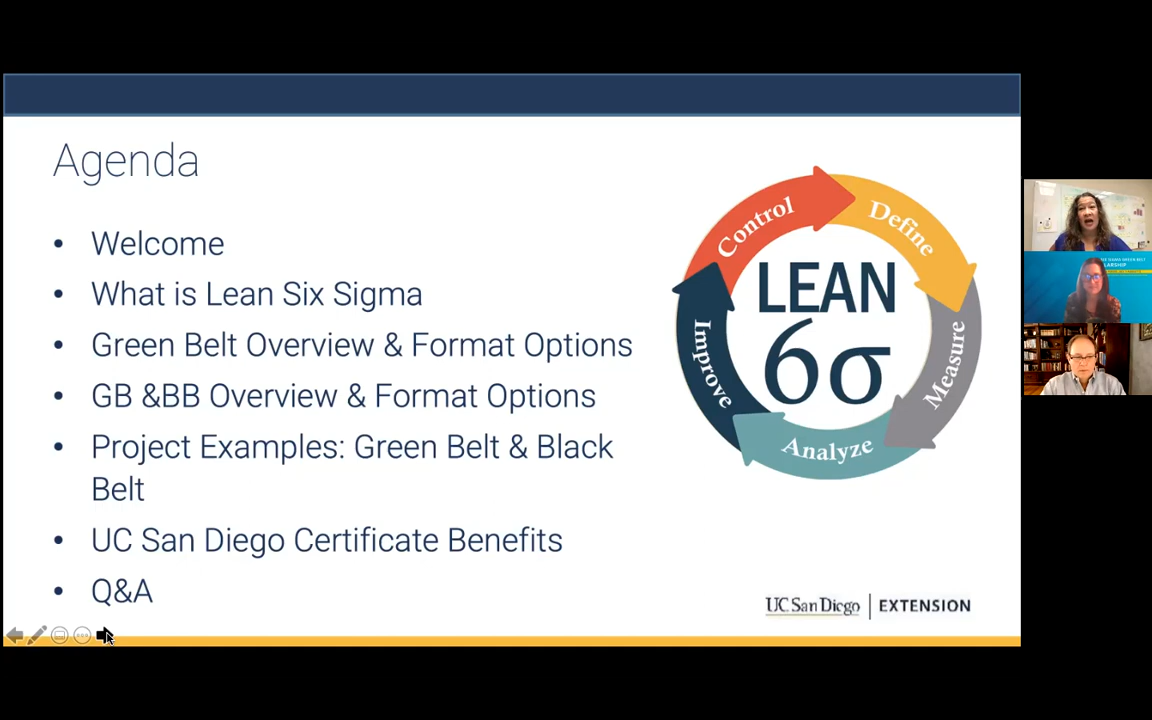 Agenda
• Welcome
• What is Lean Six Sigma
• Green Belt Overview & Format Options
• GB &BB Overview & Format Options
• Project Examples: Green Belt & Black
Belt
• UC San Diego Certificate Benefits
• Q&A
Control
Define
Measure
Analyze
Improve
LEAN
6σ
UC San Diego | EXTENSION